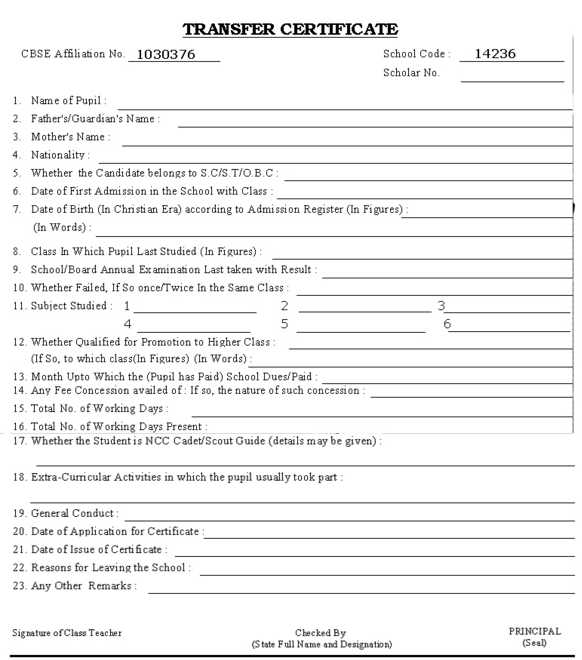 TRANSFER CERTIFICATE
CBSE Affiliation No. 1030376 School Code : 14236
Scholar No.
1. Name of Pupil :
2. Father's/Guardian's Name :
3. Mother's Name :
4. Nationality :
5. Whether the Candidate belongs to S.C/S.T/O.B.C :
6. Date of First Admission in the School with Class :
7. Date of Birth (In Christian Era) according to Admission Register (In Figures) :
(In Words) :
8. Class In Which Pupil Last Studied (In Figures) :
9. School/Board Annual Examination Last taken with Result :
10. Whether Failed, If So once/Twice In the Same Class :
11. Subject Studied : 1 2 3
4 5 6
12. Whether Qualified for Promotion to Higher Class :
(If So, to which class(In Figures) (In Words) :
13. Month Upto Which the (Pupil has Paid) School Dues/Paid :
14. Any Fee Concession availed of : If so, the nature of such concession :
15. Total No. of Working Days :
16. Total No. of Working Days Present :
17. Whether the Student is NCC Cadet/Scout Guide (details may be given) :
18. Extra-Curricular Activities in which the pupil usually took part :
19. General Conduct :
20. Date of Application for Certificate :
21. Date of Issue of Certificate :
22. Reasons for Leaving the School :
23. Any Other Remarks :
Signature of Class Teacher Checked By PRINCIPAL
(State Full Name and Designation) (Seal)